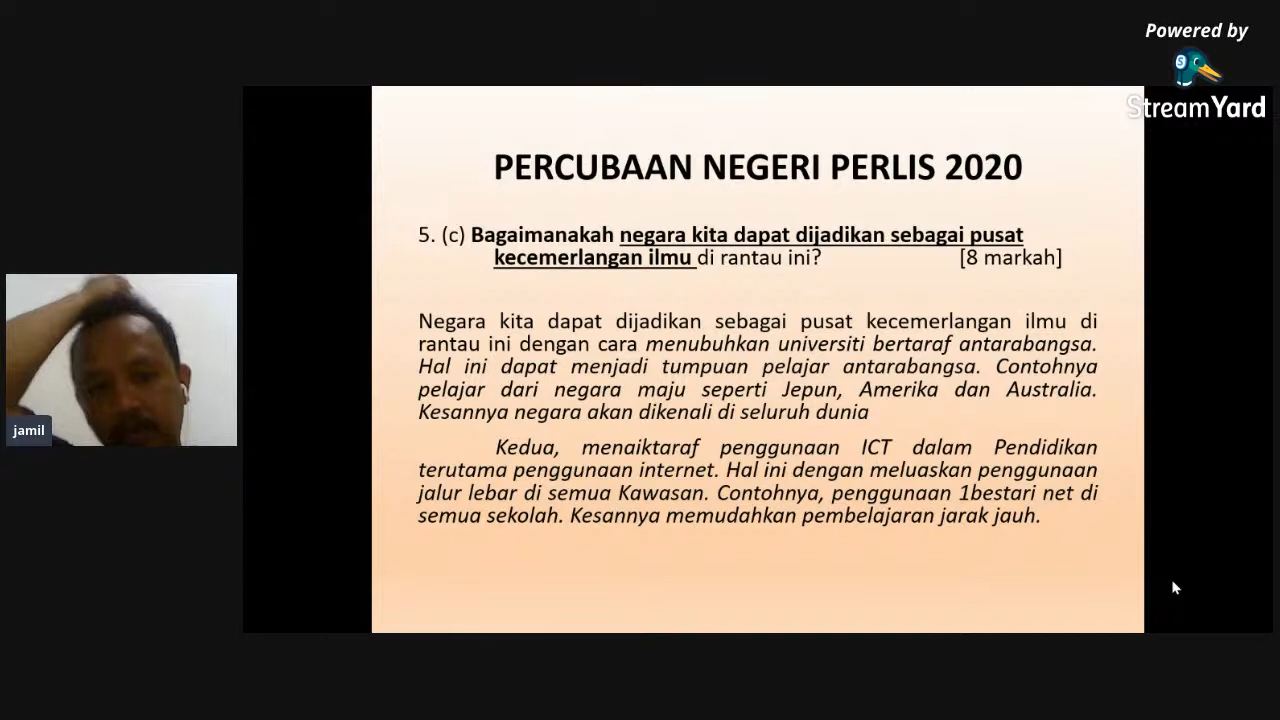 Powered by
StreamYard
PERCUBAAN NEGERI PERLIS 2020
5. (c) Bagaimanakah negara kita dapat dijadikan sebagai pusat
kecemerlangan ilmu di rantau ini? [8 markah]
Negara kita dapat dijadikan sebagai pusat kecemerlangan ilmu di
rantau ini dengan cara menubuhkan universiti bertaraf antarabangsa.
Hal ini dapat menjadi tumpuan pelajar antarabangsa. Contohnya
pelajar dari negara maju seperti Jepun, Amerika dan Australia.
Kesannya negara akan dikenali di seluruh dunia
Kedua, menaiktaraf penggunaan ICT dalam Pendidikan
terutama penggunaan internet. Hal ini dengan meluaskan penggunaan
jalur lebar di semua Kawasan. Contohnya, penggunaan 1bestari net di
semua sekolah. Kesannya memudahkan pembelajaran jarak jauh.
jamil